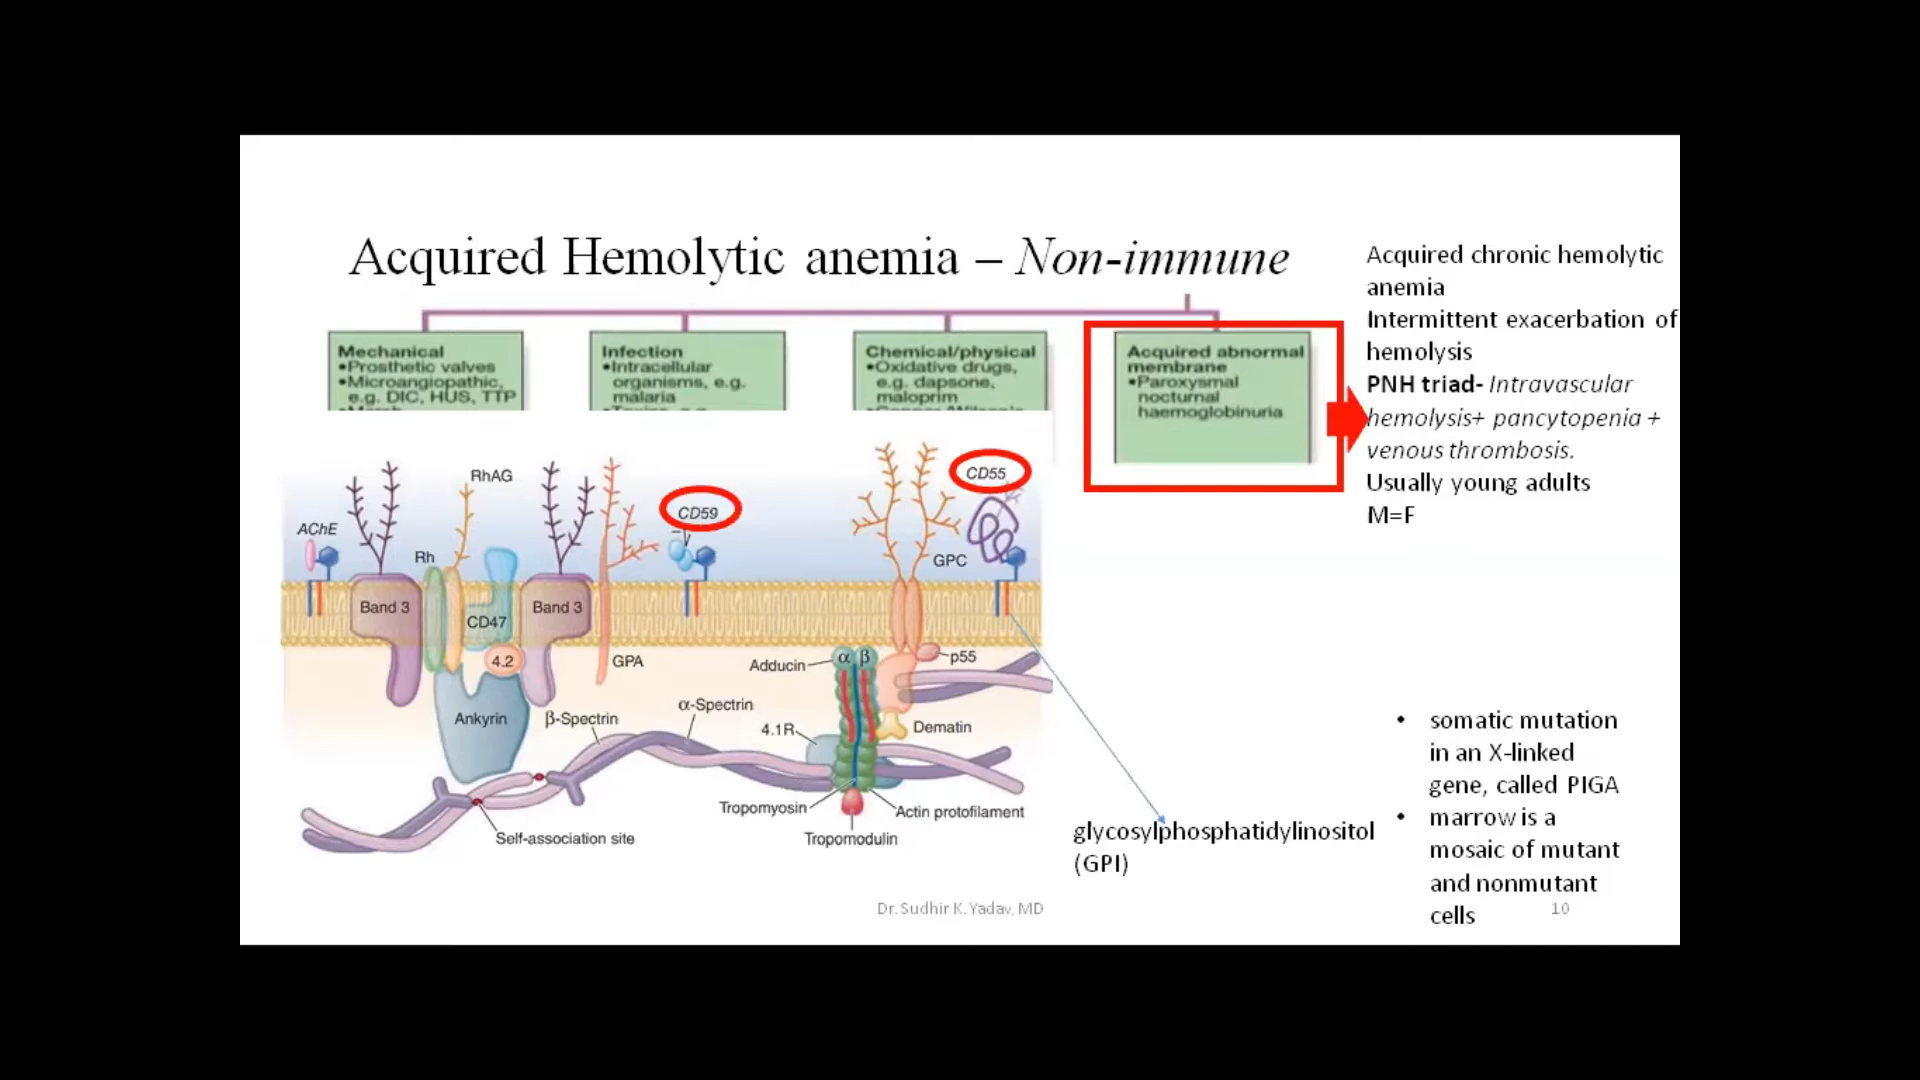 Acquired Hemolytic anemia – Non-immune
Mechanical
•Prosthetic valves
•Microangiopathic,
e.g. DIC, HUS, TTP
Infection
•Intracellular
organisms, e.g.
malaria
Chemical/physical
•Oxidative drugs,
e.g. dapsone,
maloprim
Acquired abnormal
membrane
•Paroxysmal
nocturnal
haemoglobinuria
Acquired chronic hemolytic
anemia
Intermittent exacerbation of
hemolysis
PNH triad- Intravascular
hemolysis+ pancytopenia +
venous thrombosis.
Usually young adults
M=F
AChE
RhAG
Rh
CD59
CD55
GPC
Band 3
CD47
Band 3
4.2
GPA
Adducin
α β
p55
Ankyrin
β-Spectrin
α-Spectrin
4.1R
Dematin
Tropomyosin
Actin protofilament
Self-association site
Tropomodulin
glycosylphosphatidylinositol
(GPI)
• somatic mutation
in an X-linked
gene, called PIGA
• marrow is a
mosaic of mutant
and nonmutant
cells
Dr. Sudhir K. Yadav, MD
10